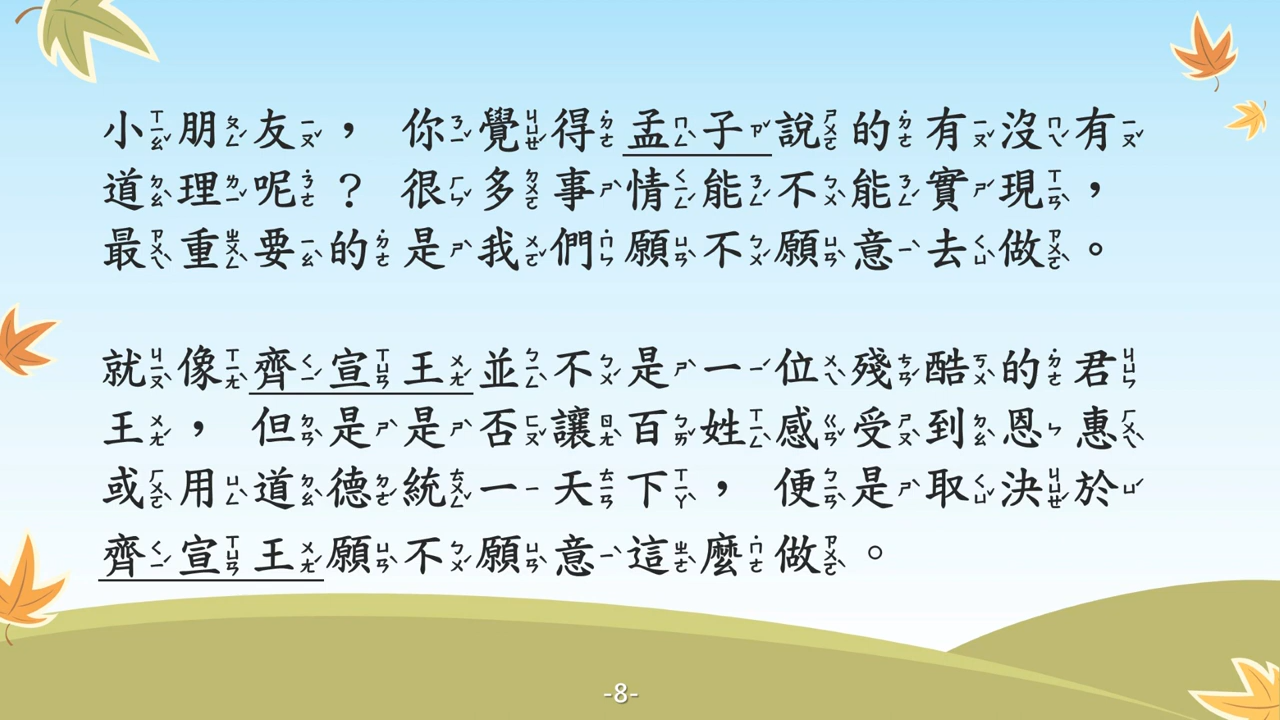 小朋友，你覺得孟子說的有沒有
道理呢？很多事情能不能實現，
最重要的是我們願不願意去做。
就像齊宣王並不是一位殘酷的君
王，但是是否讓百姓感受到恩惠
或用道德統一天下，便是取決於
齊宣王願不願意這麼做。
-8-